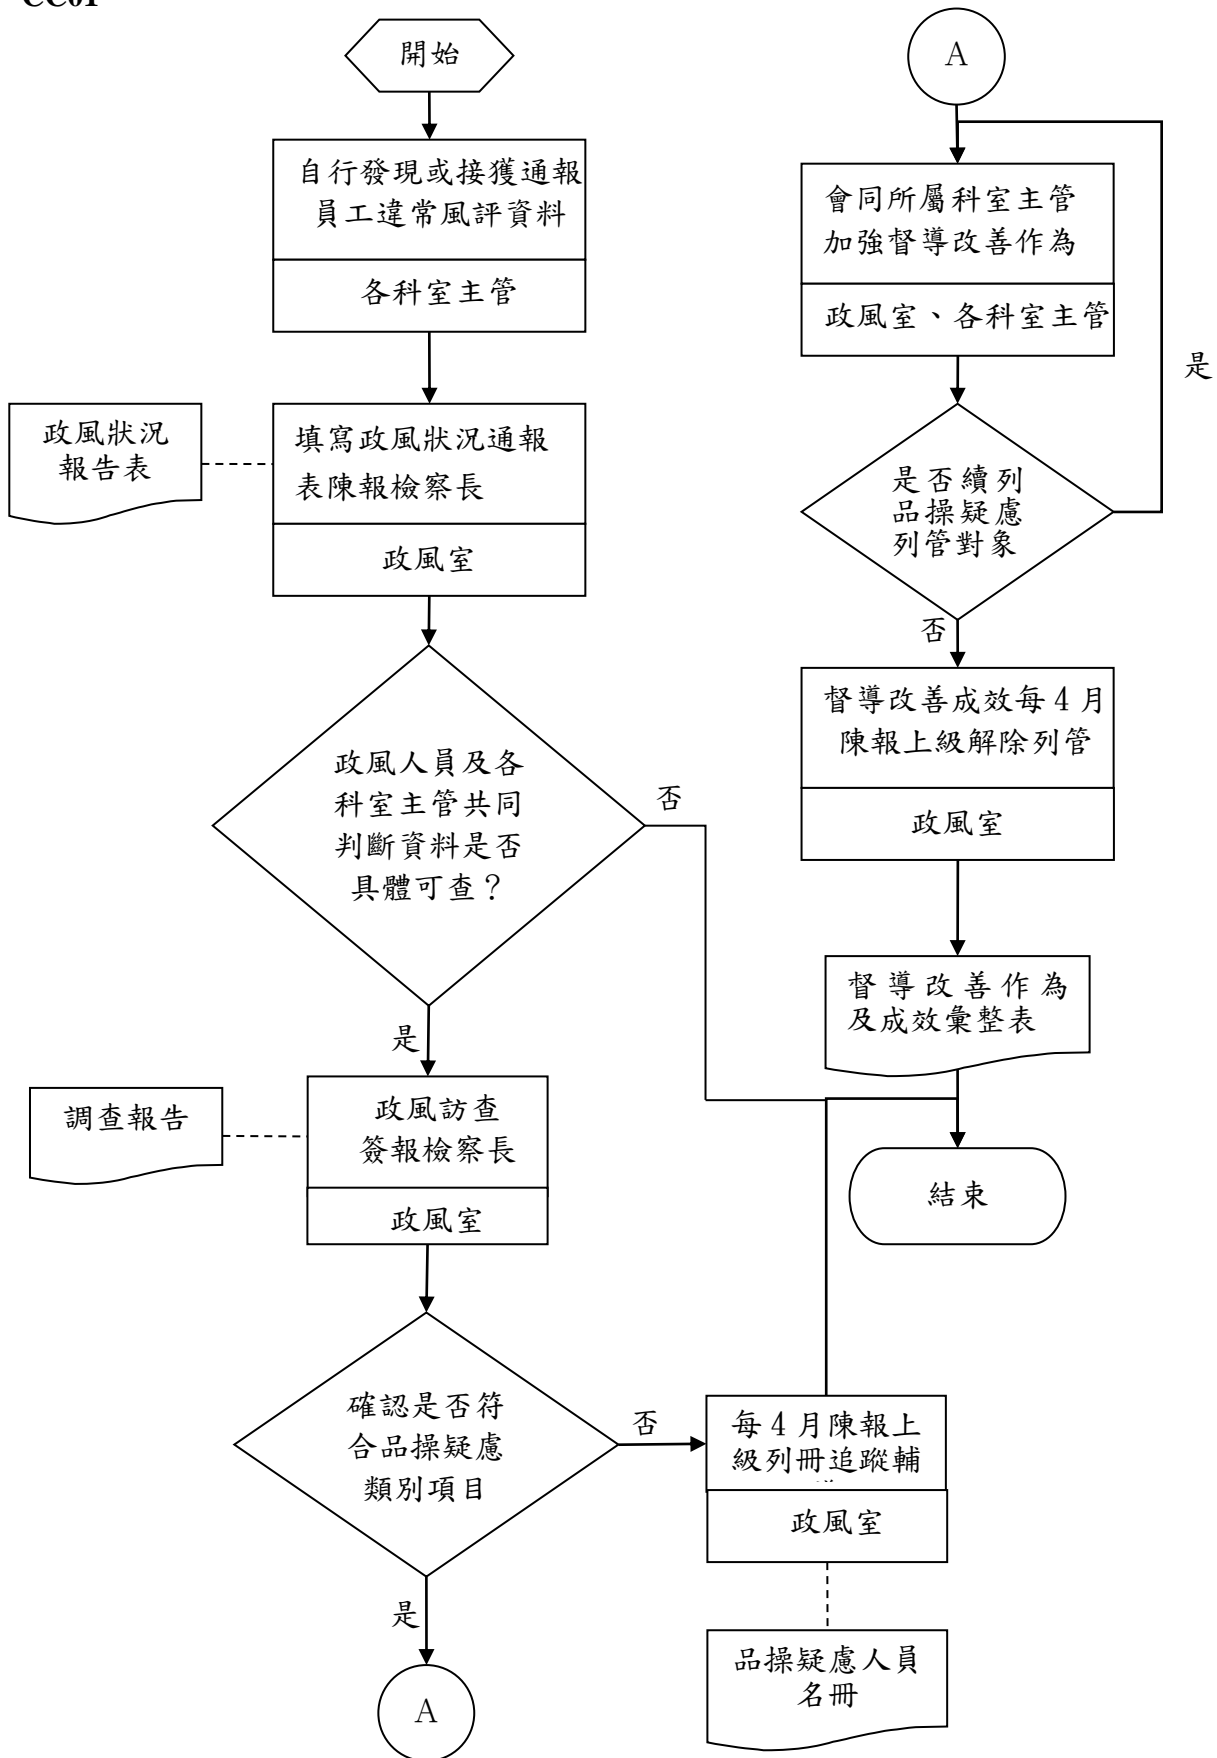 CC01
開始
自行發現或接獲通報
員工違常風評資料
各科室主管
政風狀況
報告表
填寫政風狀況通報
表陳報檢察長
政風室
政風人員及各
科室主管共同
判斷資料是否
具體可查？
否
是
調查報告
政風訪查
簽報檢察長
政風室
確認是否符
合品操疑慮
類別項目
否
每4月陳報上
級列冊追蹤輔
政風室
品操疑慮人員
名冊
是
A
A
會同所屬科室主管
加強督導改善作為
政風室、各科室主管
是
是否續列
品操疑慮
列管對象
否
督導改善成效每4月
陳報上級解除列管
政風室
督導改善作為
及成效彙整表
結束